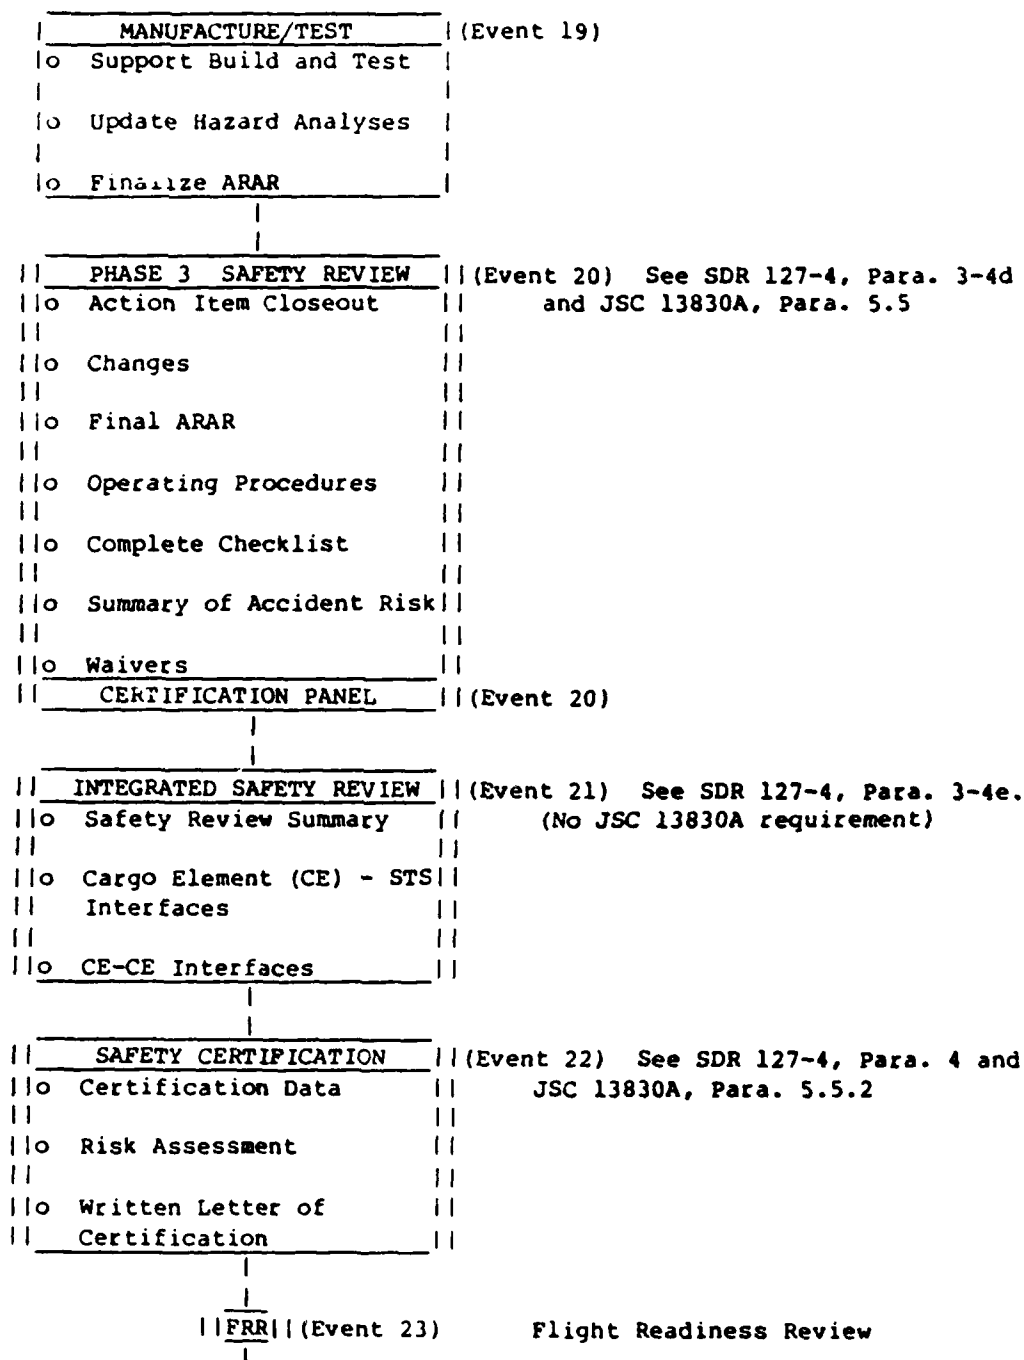 MANUFACTURE/TEST (Event 19)
o Support Build and Test
o Update Hazard Analyses
o Finalize ARAR
PHASE 3 SAFETY REVIEW (Event 20) See SDR 127-4, Para. 3-4d
o Action Item Closeout and JSC 13830A, Para. 5.5
o Changes
o Final ARAR
o Operating Procedures
o Complete Checklist
o Summary of Accident Risk
o Waivers
CERTIFICATION PANEL (Event 20)
INTEGRATED SAFETY REVIEW (Event 21) See SDR 127-4, Para. 3-4e.
o Safety Review Summary (No JSC 13830A requirement)
o Cargo Element (CE) - STS
Interfaces
o CE-CE Interfaces
SAFETY CERTIFICATION (Event 22) See SDR 127-4, Para. 4 and
o Certification Data JSC 13830A, Para. 5.5.2
o Risk Assessment
o Written Letter of
Certification
FRR (Event 23) Flight Readiness Review